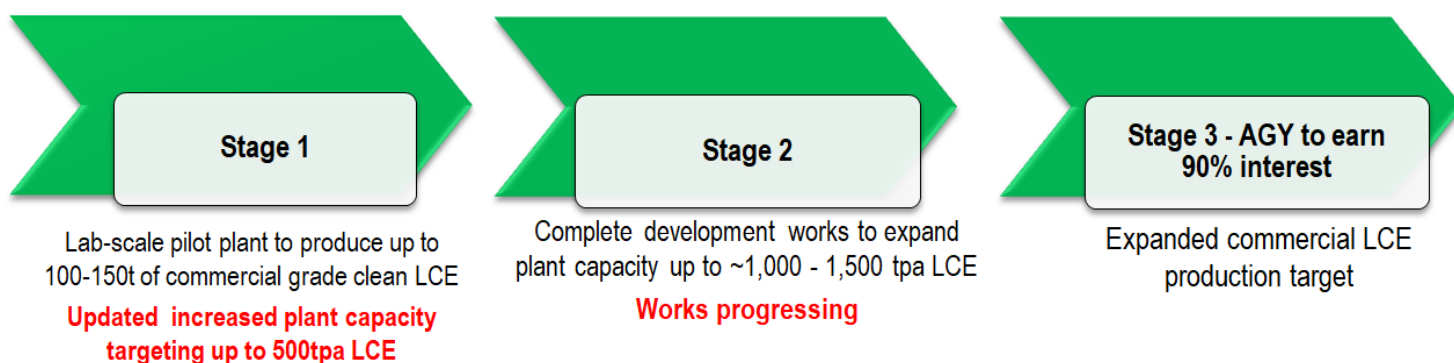 Stage 1
Lab-scale pilot plant to produce up to
100-150t of commercial grade clean LCE
Updated increased plant capacity
targeting up to 500tpa LCE
Stage 2
Complete development works to expand
plant capacity up to ~1,000 - 1,500 tpa LCE
Works progressing
Stage 3 - AGY to earn
90% interest
Expanded commercial LCE
production target